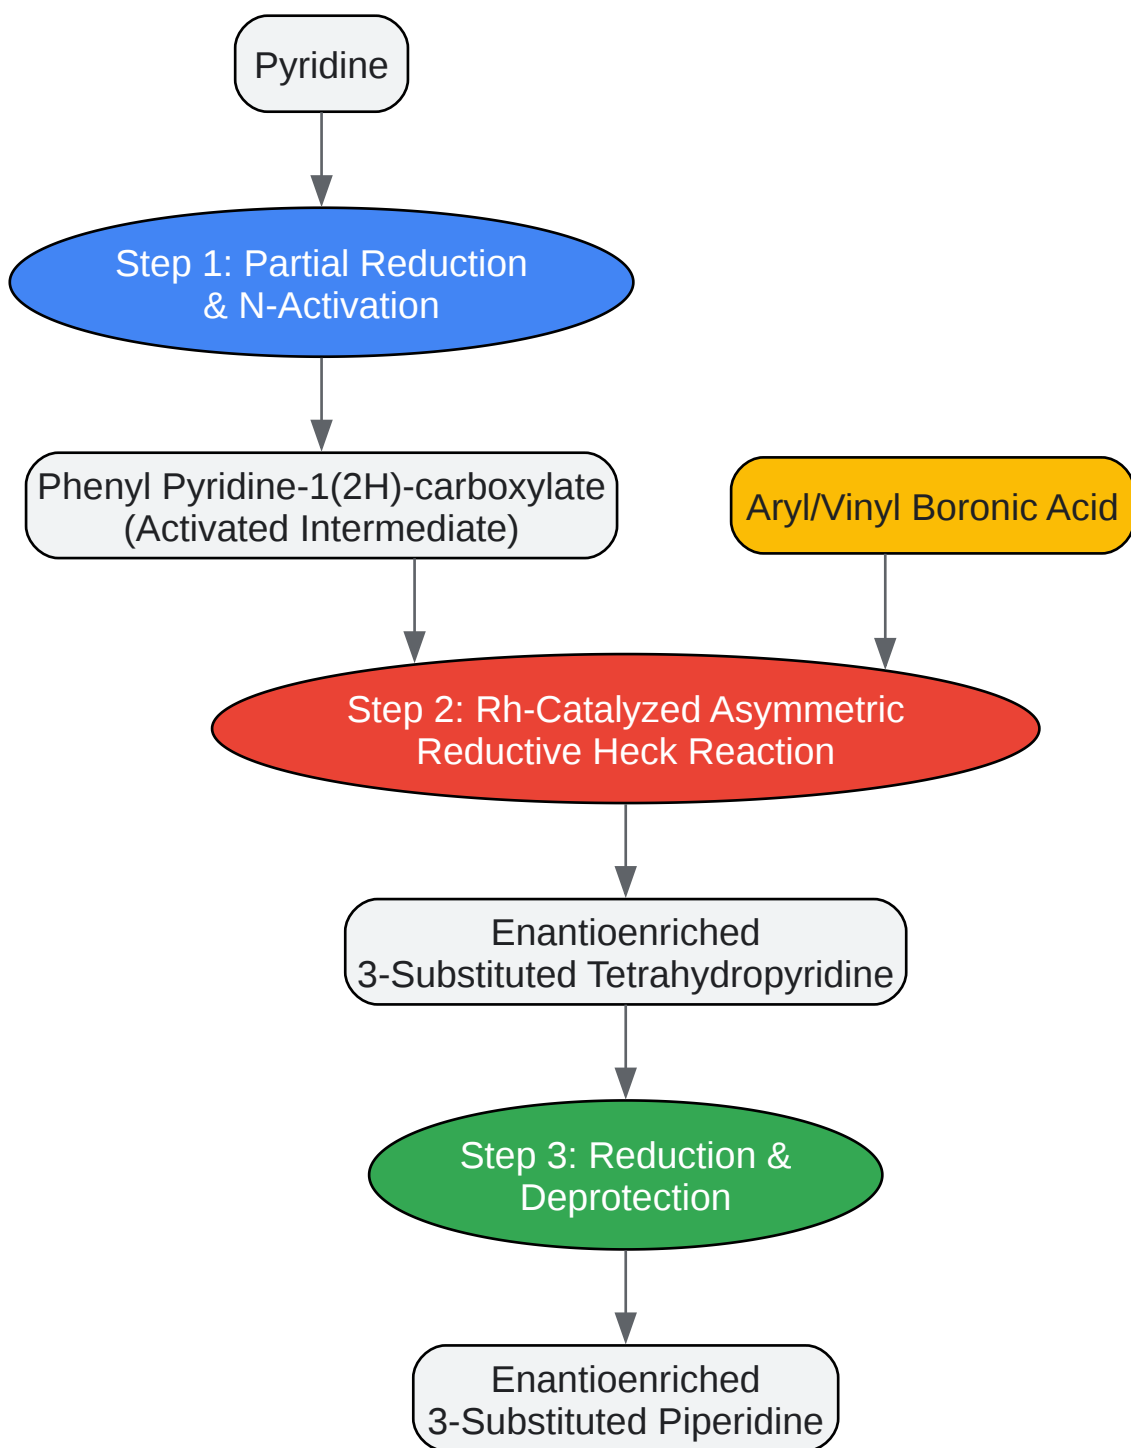 Pyridine
Step 1: Partial Reduction
& N-Activation
Phenyl Pyridine-1(2H)-carboxylate
(Activated Intermediate)
Aryl/Vinyl Boronic Acid
Step 2: Rh-Catalyzed Asymmetric
Reductive Heck Reaction
Enantioenriched
3-Substituted Tetrahydropyridine
Step 3: Reduction &
Deprotection
Enantioenriched
3-Substituted Piperidine